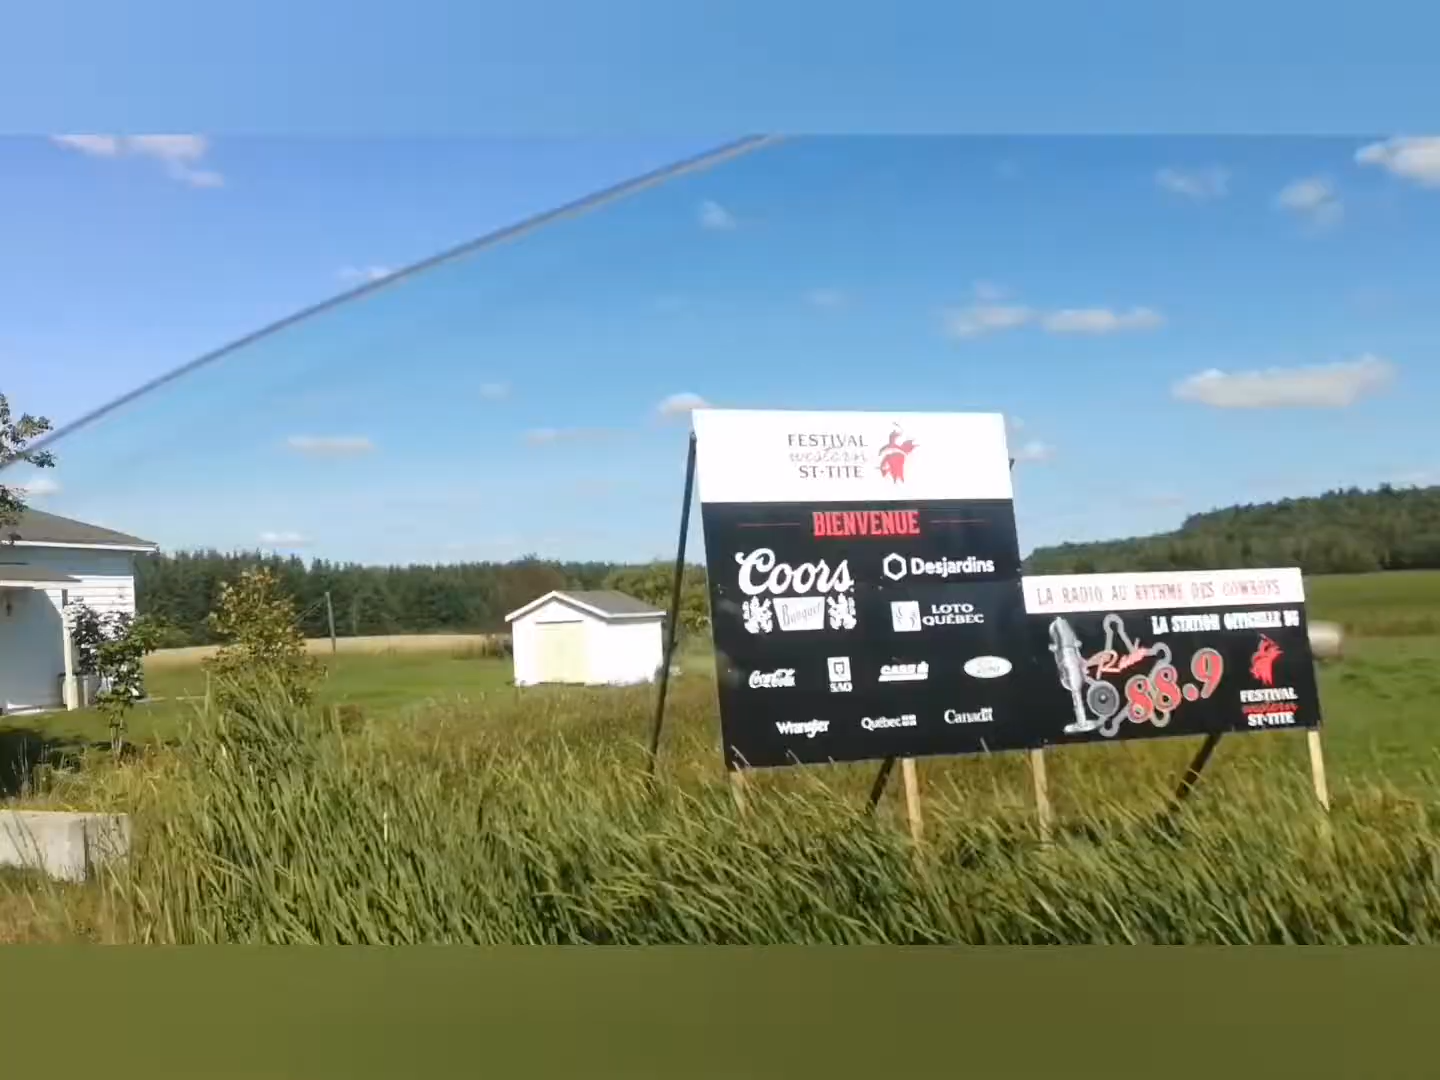 FESTIVAL
western
ST-TITE
BIENVENUE
Coors
Banquet
Desjardins
LOTO
QUÉBEC
Coca-Cola
SAQ
CASE IH
Ford
Wrangler
Québec
Canada
LA RADIO AU RYTHME DES COWBOYS
LA STATION OFFICIELLE DU
Radio
88.9
FESTIVAL
western
ST-TITE